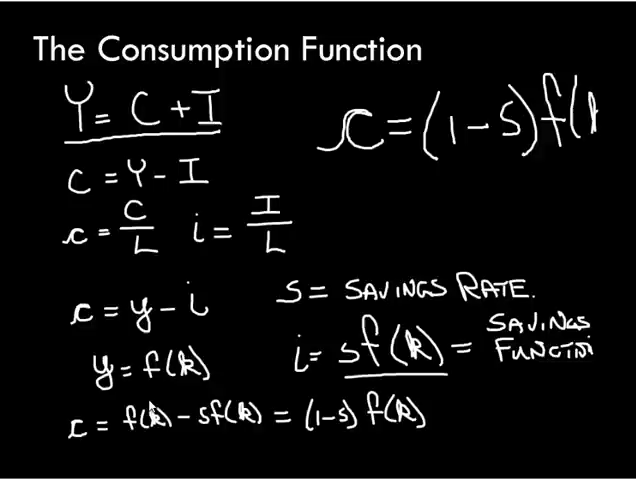 The Consumption Function
Y = C + I
c = (1 - s) f(k
C = Y - I
c = C/L i = I/L
c = y - i
s = SAVINGS RATE.
y = f(k)
i = sf(k) = SAVINGS
FUNCTION
c = f(k) - sf(k) = (1-s) f(k)